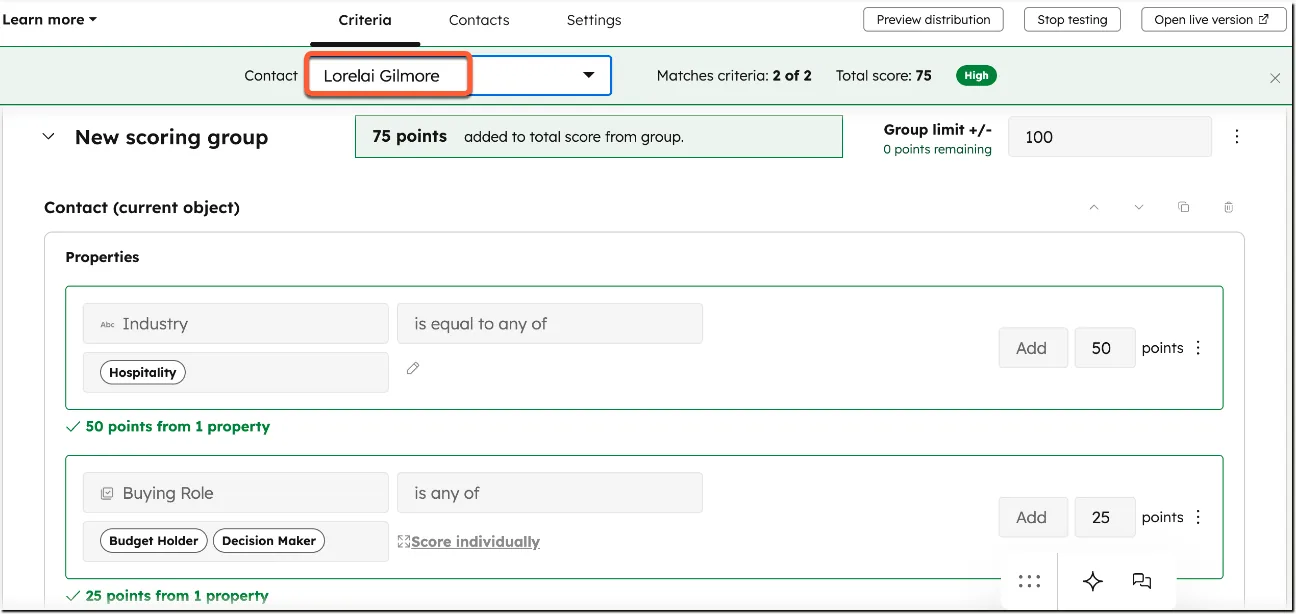 Learn more Criteria Contacts Settings Preview distribution Stop testing Open live version
Contact Lorelai Gilmore Matches criteria: 2 of 2 Total score: 75 High
New scoring group 75 points added to total score from group. Group limit +/- 100
0 points remaining
Contact (current object)
Properties
Abc Industry is equal to any of
Add 50 points
Hospitality
50 points from 1 property
Buying Role is any of
Add 25 points
Budget Holder Decision Maker Score individually
25 points from 1 property